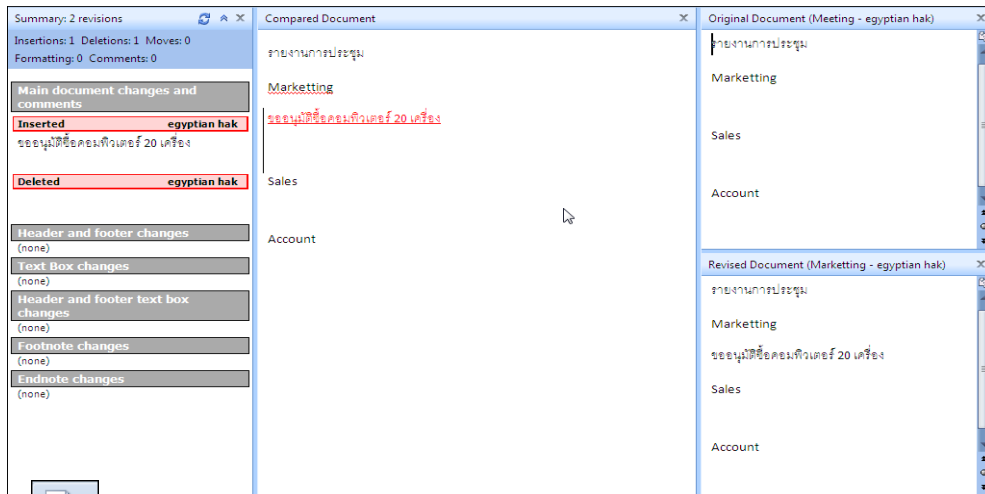 Summary: 2 revisions
Insertions: 1 Deletions: 1 Moves: 0
Formatting: 0 Comments: 0
Main document changes and
comments
Inserted egyptian hak
ขออนุมัติซื้อคอมพิวเตอร์ 20 เครื่อง
Deleted egyptian hak
Header and footer changes
(none)
Text Box changes
(none)
Header and footer text box
changes
(none)
Footnote changes
(none)
Endnote changes
(none)
Compared Document
รายงานการประชุม
Marketting
ขออนุมัติซื้อคอมพิวเตอร์ 20 เครื่อง
Sales
Account
Original Document (Meeting - egyptian hak)
รายงานการประชุม
Marketting
Sales
Account
Revised Document (Marketting - egyptian hak)
รายงานการประชุม
Marketting
ขออนุมัติซื้อคอมพิวเตอร์ 20 เครื่อง
Sales
Account